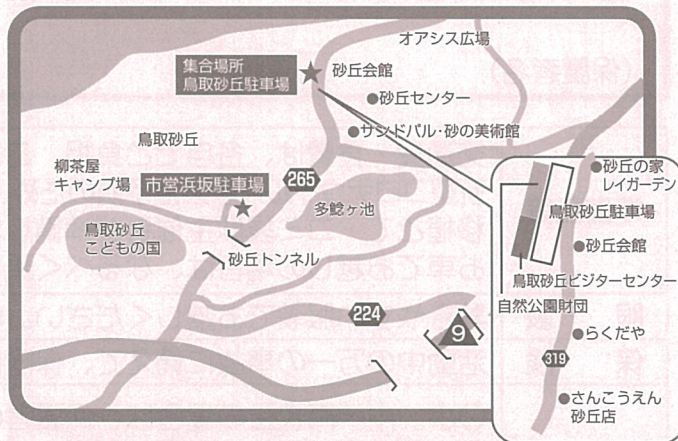 オアシス広場
集合場所
鳥取砂丘駐車場
砂丘会館
砂丘センター
サンドパル・砂の美術館
鳥取砂丘
柳茶屋
キャンプ場
市営浜坂駐車場
265
多鯰ヶ池
鳥取砂丘
こどもの国
砂丘トンネル
224
9
砂丘の家
レイガーデン
鳥取砂丘駐車場
砂丘会館
鳥取砂丘ビジターセンター
自然公園財団
らくだや
319
さんこうえん
砂丘店